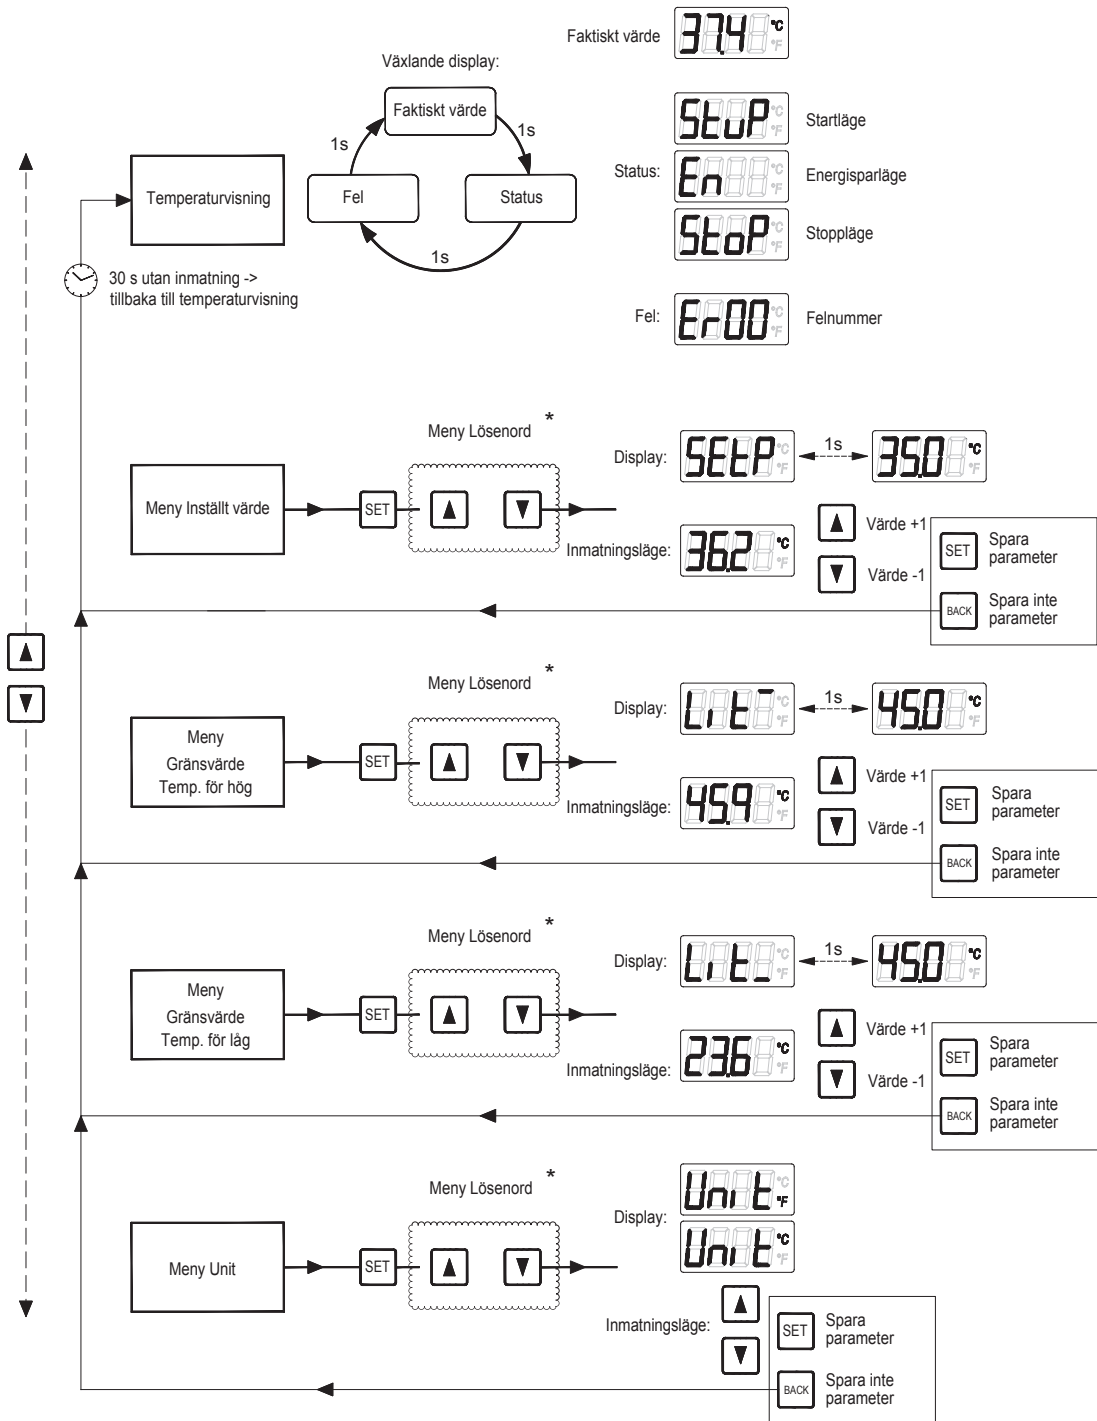 Faktiskt värde
37.4 °C °F
Växlande display:
Faktiskt värde
1s
1s
Fel
Status
1s
Temperaturvisning
30 s utan inmatning ->
tillbaka till temperaturvisning
StuP °C °F
Startläge
Status:
En °C °F
Energisparläge
StoP °C °F
Stoppläge
Fel:
Er00 °C °F
Felnummer
Meny Lösenord *
Meny Inställt värde
SET
Display:
SEtP °C °F
1s
35.0 °C °F
Inmatningsläge:
36.2 °C °F
Värde +1
Värde -1
SET
Spara
parameter
BACK
Spara inte
parameter
Meny Lösenord *
Meny
Gränsvärde
Temp. för hög
SET
Display:
Lit¯ °C °F
1s
45.0 °C °F
Inmatningsläge:
45.9 °C °F
Värde +1
Värde -1
SET
Spara
parameter
BACK
Spara inte
parameter
Meny Lösenord *
Meny
Gränsvärde
Temp. för låg
SET
Display:
Lit_ °C °F
1s
45.0 °C °F
Inmatningsläge:
23.6 °C °F
Värde +1
Värde -1
SET
Spara
parameter
BACK
Spara inte
parameter
Meny Lösenord *
Meny Unit
SET
Display:
Unit °C °F
Unit °C °F
Inmatningsläge:
SET
Spara
parameter
BACK
Spara inte
parameter